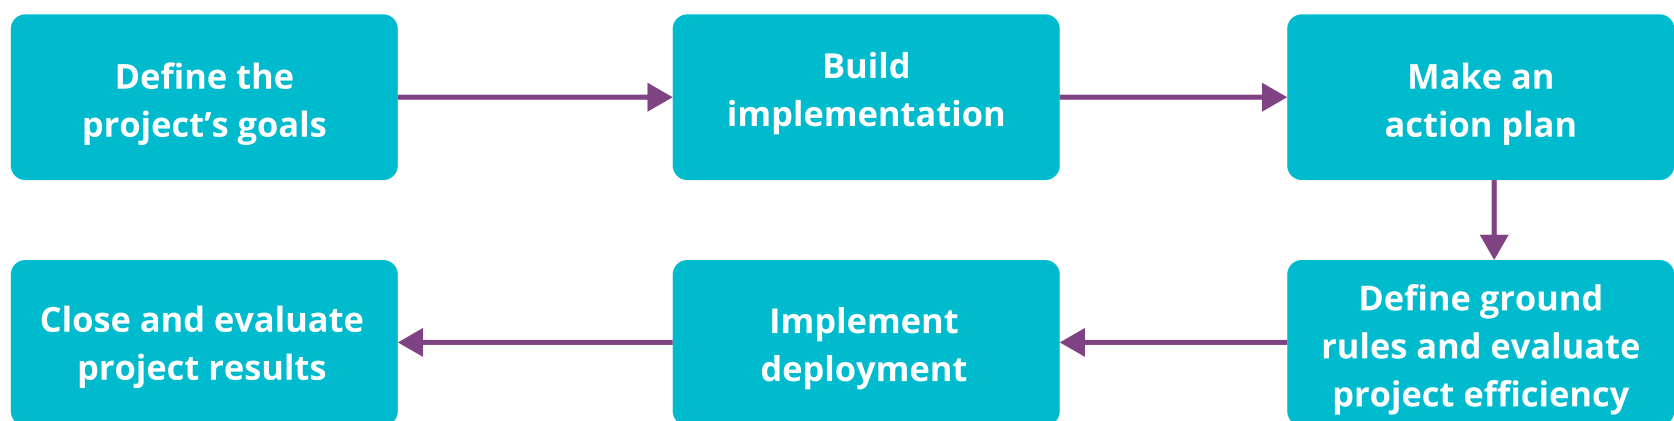 Define the
project’s goals
Build
implementation
Make an
action plan
Define ground
rules and evaluate
project efficiency
Implement
deployment
Close and evaluate
project results